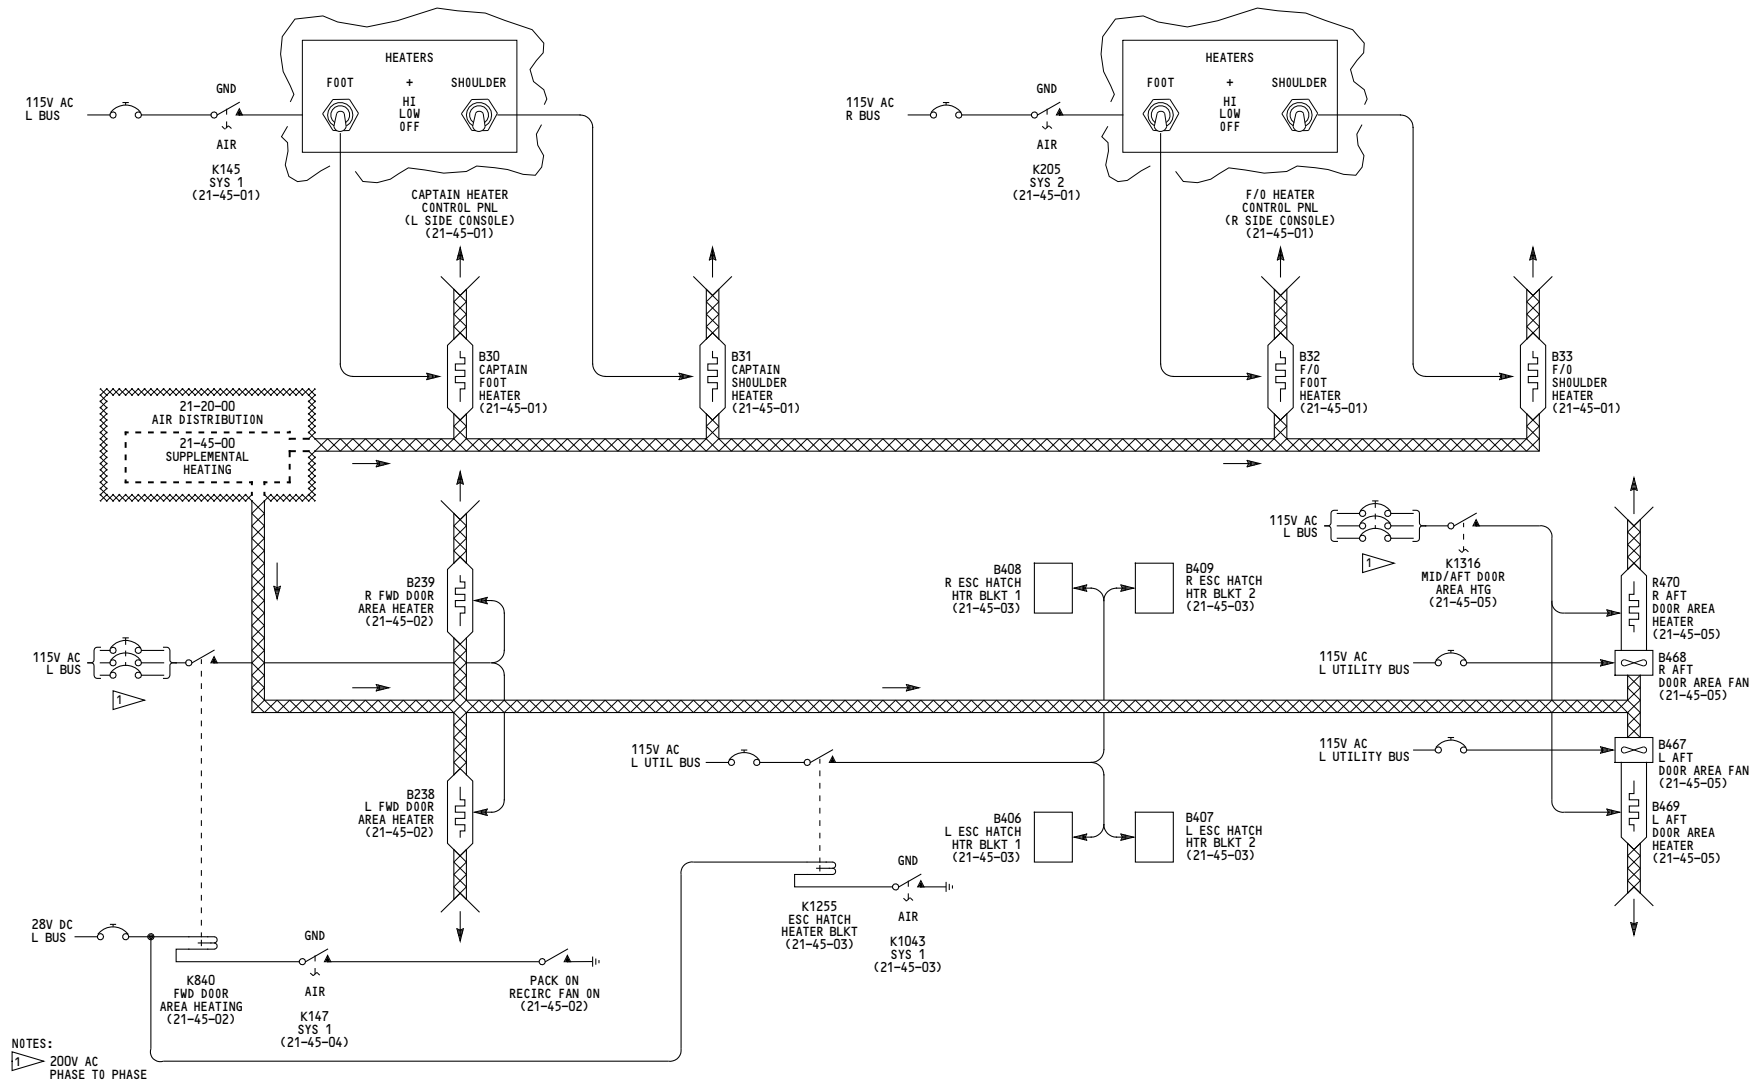 HEATERS
FOOT
+
SHOULDER
HI
LOW
OFF
GND
115V AC
L BUS
AIR
K145
SYS 1
(21-45-01)
CAPTAIN HEATER
CONTROL PNL
(L SIDE CONSOLE)
(21-45-01)
HEATERS
FOOT
+
SHOULDER
HI
LOW
OFF
GND
115V AC
R BUS
AIR
K205
SYS 2
(21-45-01)
F/O HEATER
CONTROL PNL
(R SIDE CONSOLE)
(21-45-01)
B30
CAPTAIN
FOOT
HEATER
(21-45-01)
B31
CAPTAIN
SHOULDER
HEATER
(21-45-01)
B32
F/O
FOOT
HEATER
(21-45-01)
B33
F/O
SHOULDER
HEATER
(21-45-01)
21-20-00
AIR DISTRIBUTION
21-45-00
SUPPLEMENTAL
HEATING
B239
R FWD DOOR
AREA HEATER
(21-45-02)
115V AC
L BUS
1
B238
L FWD DOOR
AREA HEATER
(21-45-02)
B408
R ESC HATCH
HTR BLKT 1
(21-45-03)
B409
R ESC HATCH
HTR BLKT 2
(21-45-03)
115V AC
L BUS
1
K1316
MID/AFT DOOR
AREA HTG
(21-45-05)
R470
R AFT
DOOR AREA
HEATER
(21-45-05)
115V AC
L UTILITY BUS
B468
R AFT
DOOR AREA FAN
(21-45-05)
115V AC
L UTIL BUS
115V AC
L UTILITY BUS
B467
L AFT
DOOR AREA FAN
(21-45-05)
B469
L AFT
DOOR AREA
HEATER
(21-45-05)
B406
L ESC HATCH
HTR BLKT 1
(21-45-03)
B407
L ESC HATCH
HTR BLKT 2
(21-45-03)
K1255
ESC HATCH
HEATER BLKT
(21-45-03)
GND
AIR
K1043
SYS 1
(21-45-03)
28V DC
L BUS
K840
FWD DOOR
AREA HEATING
(21-45-02)
GND
AIR
K147
SYS 1
(21-45-04)
PACK ON
RECIRC FAN ON
(21-45-02)
NOTES:
1 200V AC
PHASE TO PHASE